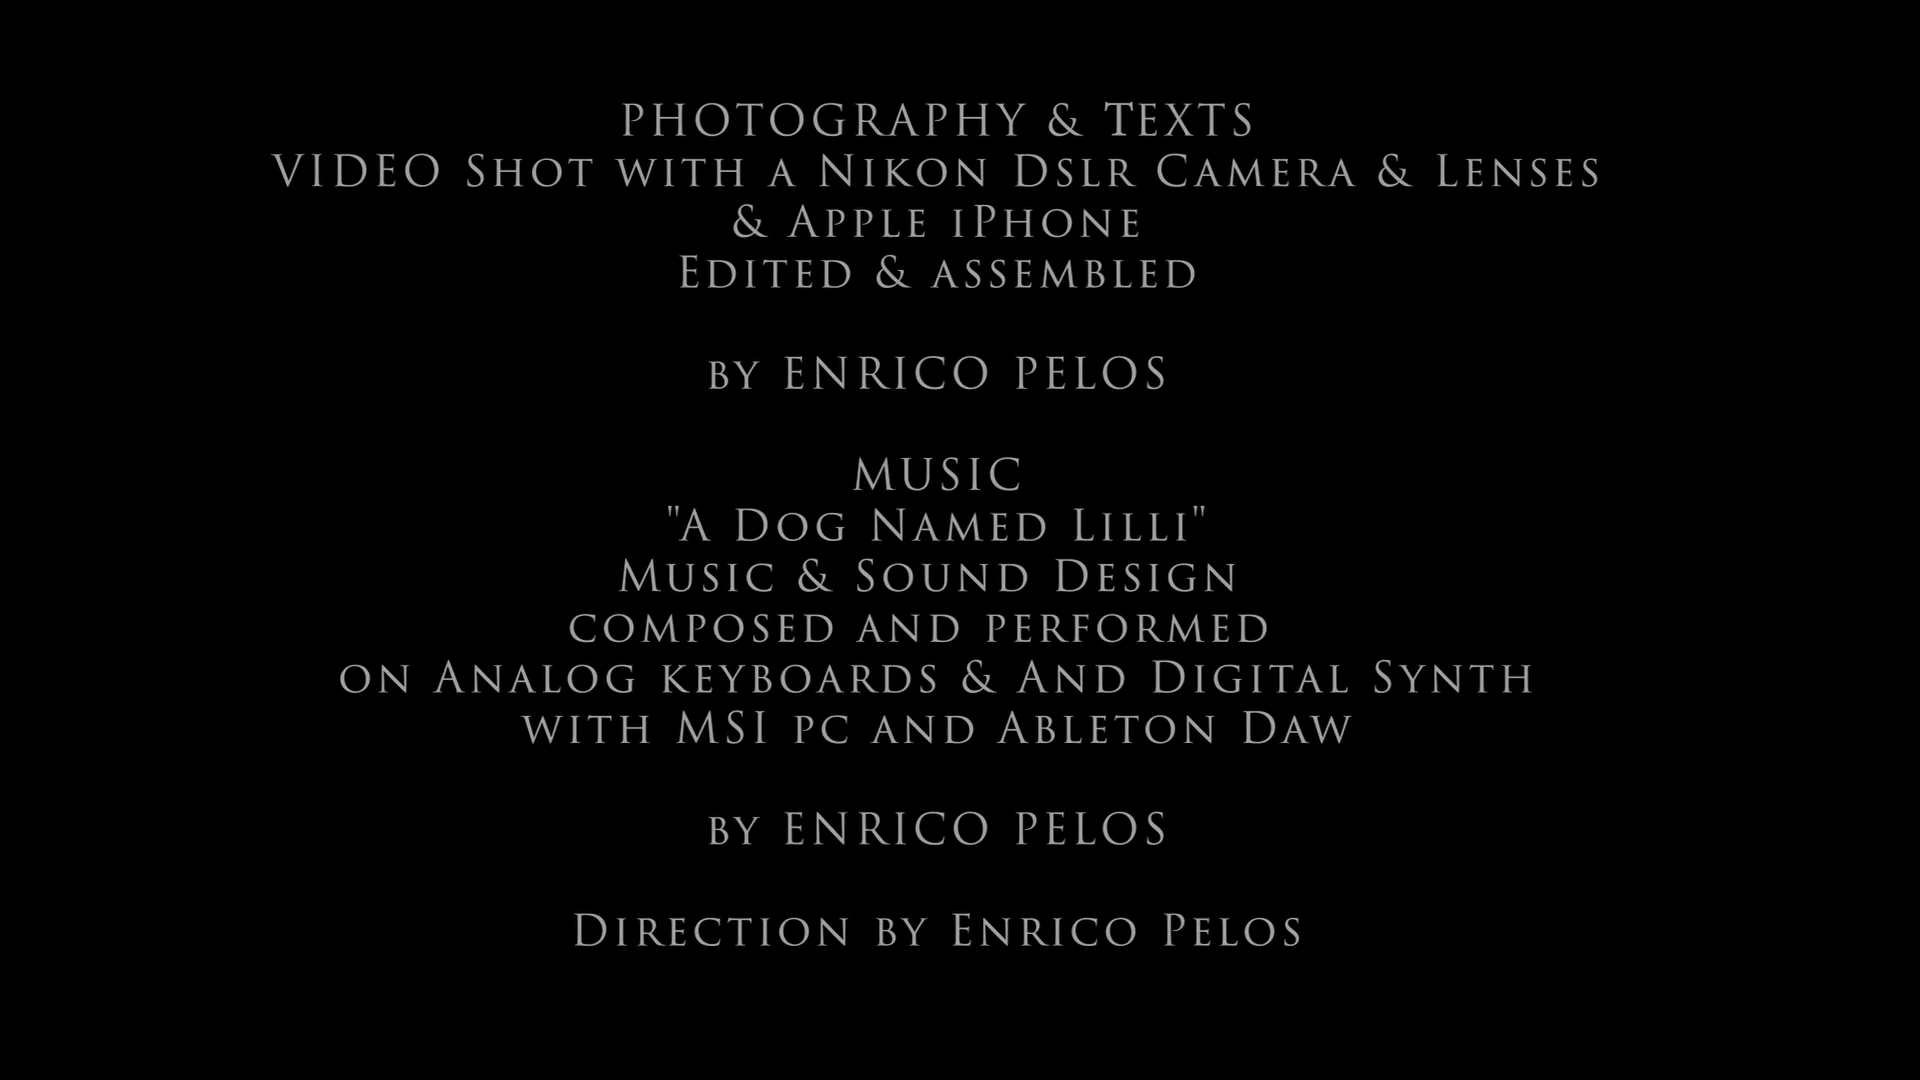 PHOTOGRAPHY & TEXTS
VIDEO Shot with a Nikon Dslr Camera & Lenses
& Apple iPhone
Edited & assembled
by ENRICO PELOS
MUSIC
"A Dog Named Lilli"
Music & Sound Design
composed and performed
on Analog keyboards & And Digital Synth
with MSI pc and Ableton Daw
by ENRICO PELOS
Direction by Enrico Pelos